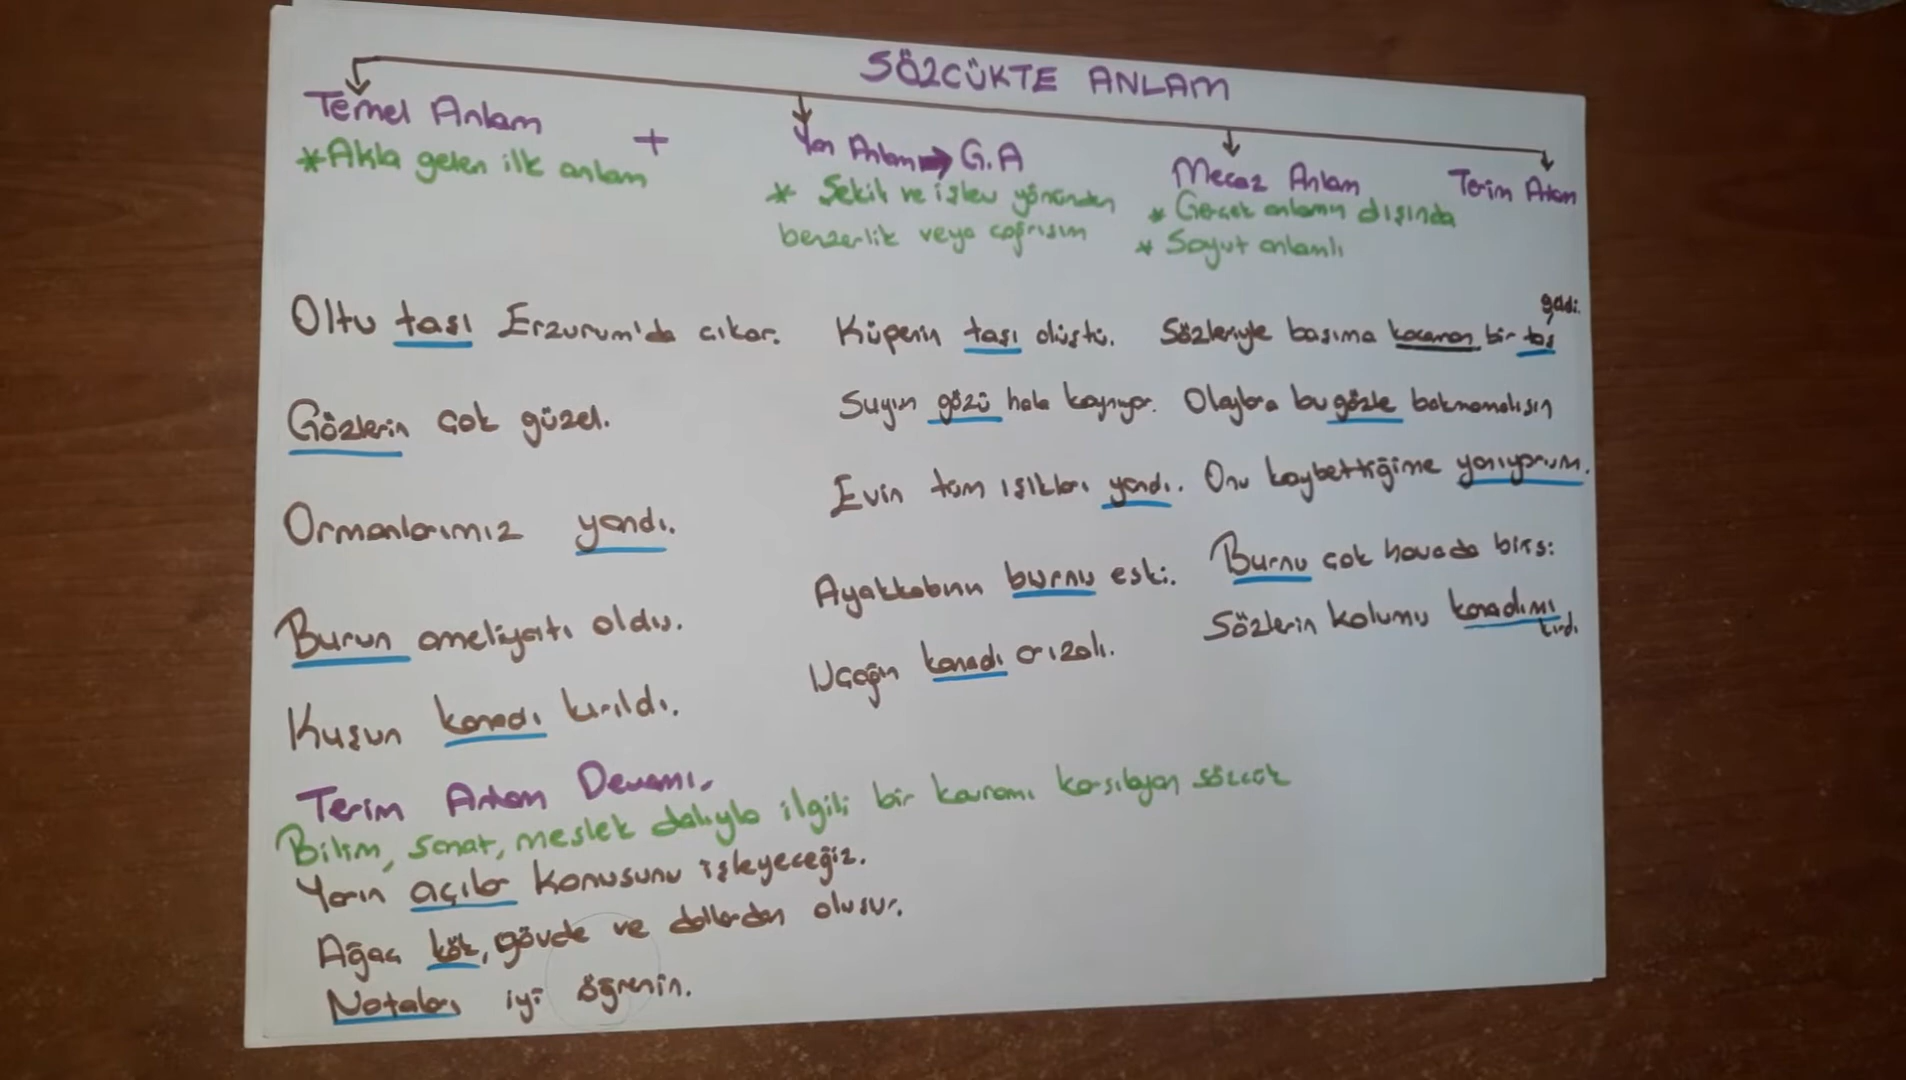 SÖZCÜKTE ANLAM
Temel Anlam
*Akla gelen ilk anlam
+
Yan Anlam → G.A
* Şekil ve işlev yönünden
benzerlik veya çağrışım
Mecaz Anlam
* Gerçek anlamın dışında
* Soyut anlamlı
Terim Anlam
Oltu taşı Erzurum'da çıkar.
Gözlerin çok güzel.
Ormanlarımız yandı.
Burun ameliyatı oldu.
Kuşun kanadı kırıldı.
Küpenin taşı düştü.
Suyun gözü hala kaynıyor.
Evin tüm ışıkları yandı.
Ayakkabının burnu eski.
Uçağın kanadı arızalı.
Sözleriyle başıma kocaman bir taş
geldi.
Olaylara bu gözle bakmamalısın
Onu kaybettiğime yanıyorum.
Burnu çok havada birisi
Sözlerin kolumu kanadımı
kırdı
Terim Anlam Devamı
Bilim, sanat, meslek dalıyla ilgili bir kavramı karşılayan sözcük
Yarın açılar konusunu işleyeceğiz.
Ağaç kök, gövde ve dallardan oluşur.
Notaları iyi öğrenin.